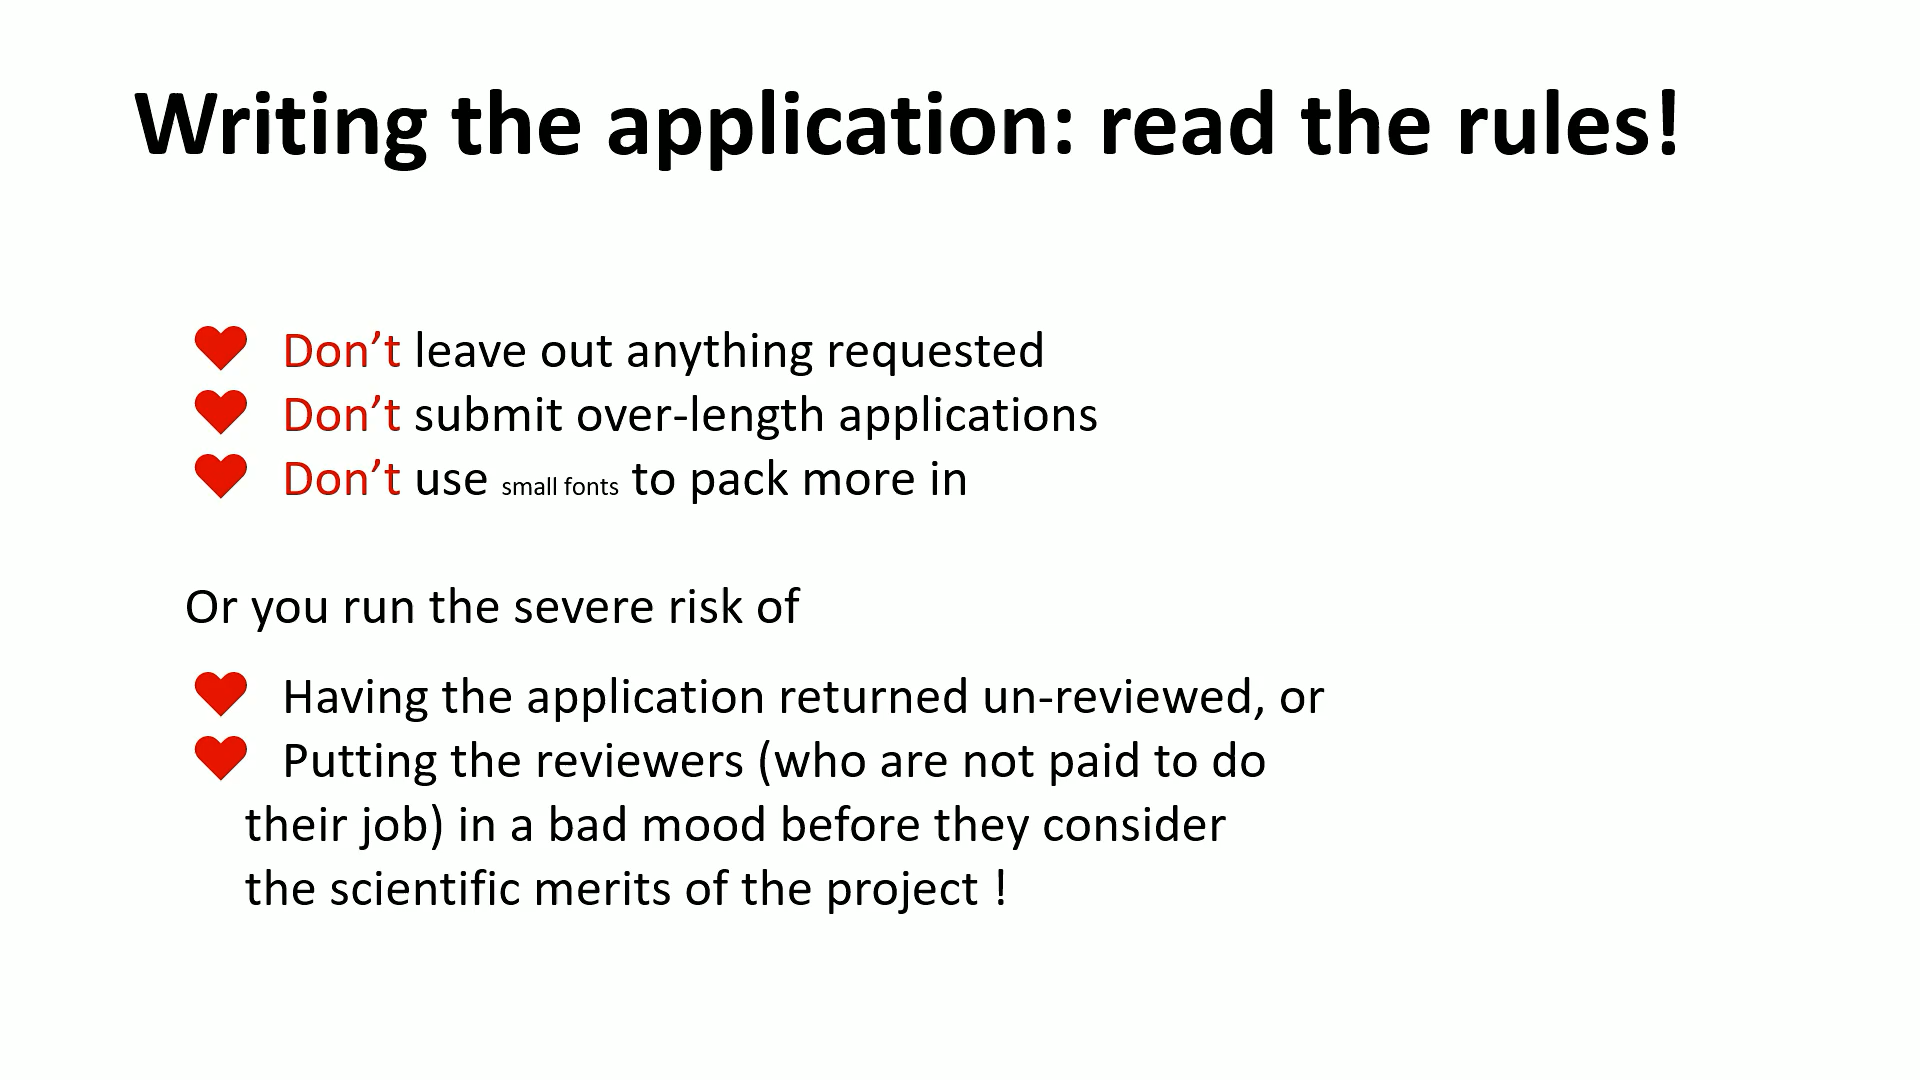 Writing the application: read the rules!
Don’t leave out anything requested
Don’t submit over-length applications
Don’t use small fonts to pack more in
Or you run the severe risk of
Having the application returned un-reviewed, or
Putting the reviewers (who are not paid to do
their job) in a bad mood before they consider
the scientific merits of the project !